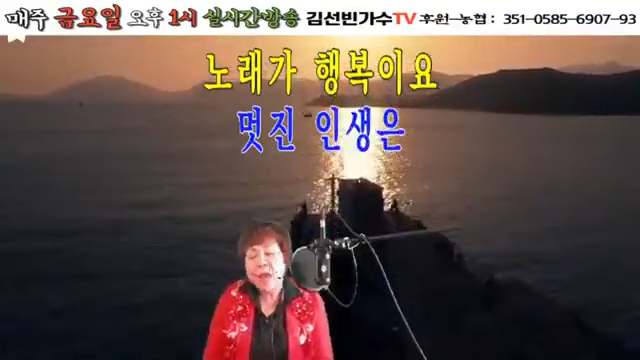 매주 금요일 오후 1시 실시간방송 김선빈가수TV 후원-농협 : 351-0585-6907-93
노래가 행복이요
멋진 인생은